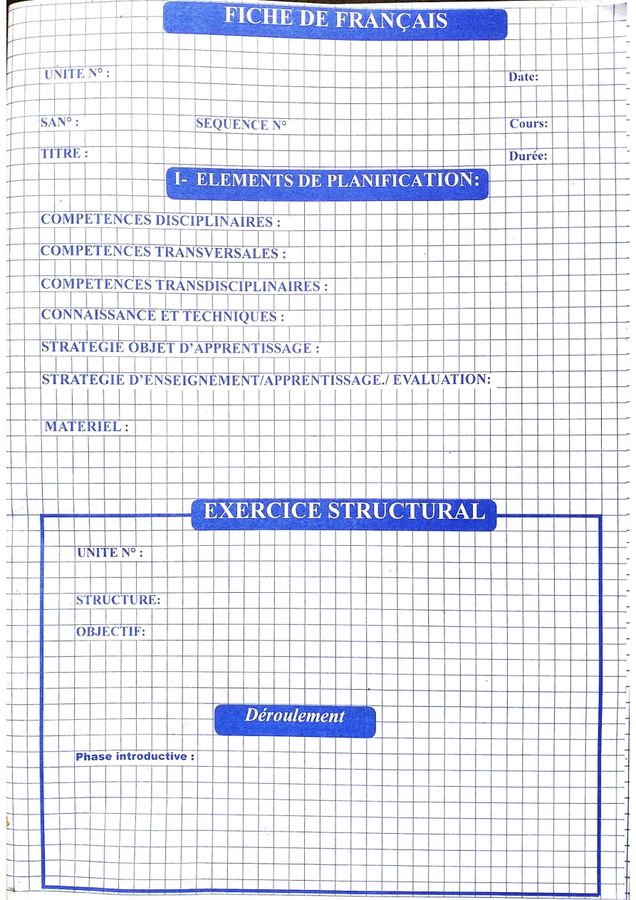 FICHE DE FRANÇAIS
UNITE N° :
Date:
SAN° :
SEQUENCE N°
Cours:
TITRE :
Durée:
I- ELEMENTS DE PLANIFICATION:
COMPETENCES DISCIPLINAIRES :
COMPETENCES TRANSVERSALES :
COMPETENCES TRANSDISCIPLINAIRES :
CONNAISSANCE ET TECHNIQUES :
STRATEGIE OBJET D'APPRENTISSAGE :
STRATEGIE D'ENSEIGNEMENT/APPRENTISSAGE./ EVALUATION:
MATERIEL :
EXERCICE STRUCTURAL
UNITE N° :
STRUCTURE:
OBJECTIF:
Déroulement
Phase introductive :